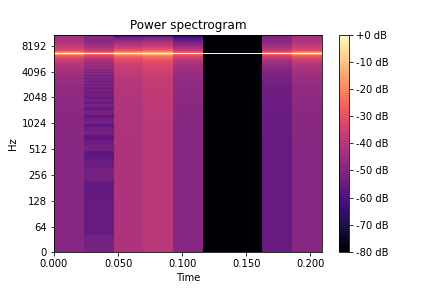 Power spectrogram
Hz
8192
4096
2048
1024
512
256
128
64
0
0.000 0.050 0.100 0.150 0.200
Time
+0 dB
-10 dB
-20 dB
-30 dB
-40 dB
-50 dB
-60 dB
-70 dB
-80 dB